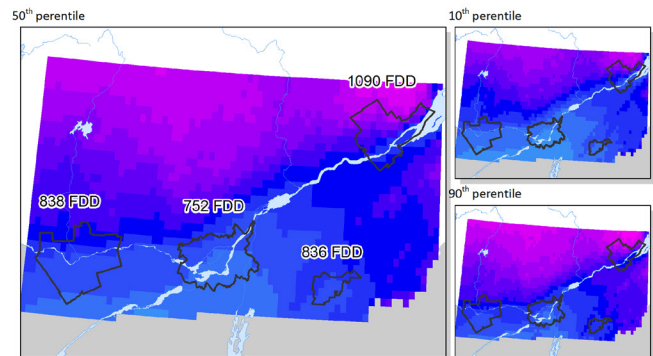 50th perentile
10th perentile
1090 FDD
838 FDD
752 FDD
836 FDD
90th perentile